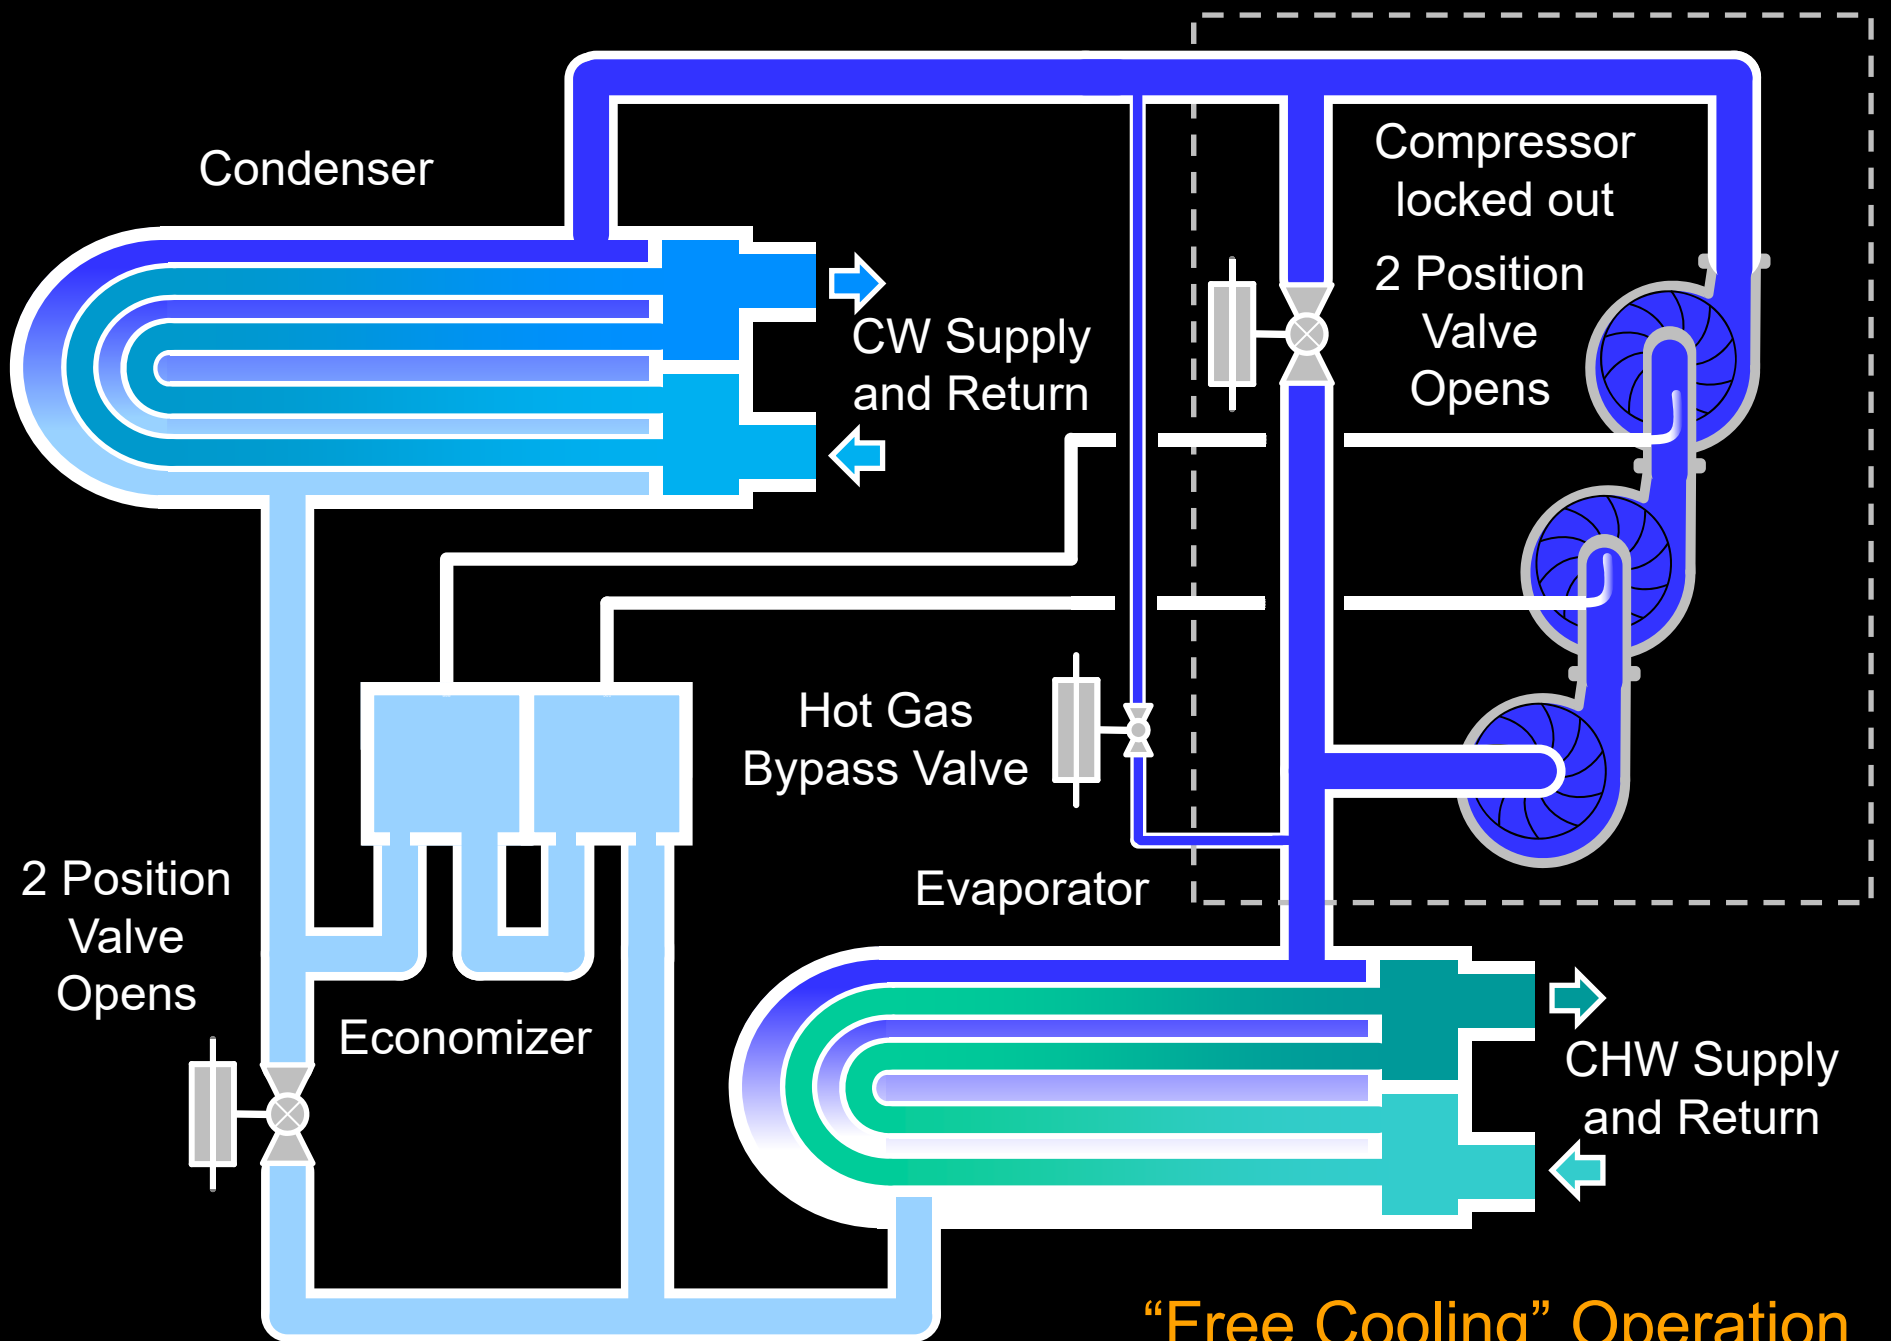 Condenser
Compressor
locked out
2 Position
Valve
Opens
CW Supply
and Return
Hot Gas
Bypass Valve
2 Position
Valve
Opens
Evaporator
Economizer
CHW Supply
and Return
“Free Cooling” Operation